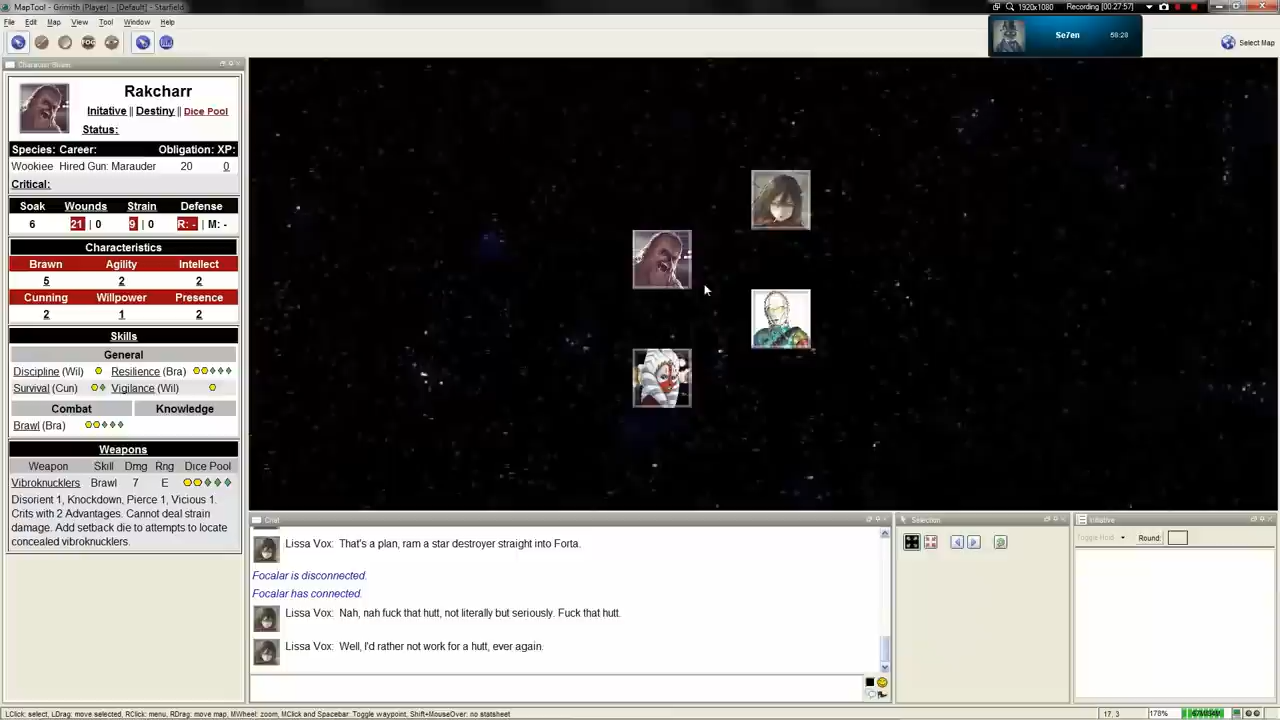 MapTool - Grimith (Player) - [Default] - Starfield
1920x1080
Recording [00:27:57]
File Edit Map View Tool Window Help
FOG
Se7en
58:28
Select Map
Rakcharr
Initative || Destiny || Dice Pool
Status:
Species: Career: Obligation: XP:
Wookiee Hired Gun: Marauder 20 0
Critical:
Soak Wounds Strain Defense
6 21 | 0 9 | 0 R: - | M: -
Characteristics
Brawn Agility Intellect
5 2 2
Cunning Willpower Presence
2 1 2
Skills
General
Discipline (Wil) Resilience (Bra)
Survival (Cun) Vigilance (Wil)
Combat Knowledge
Brawl (Bra)
Weapons
Weapon Skill Dmg Rng Dice Pool
Vibroknucklers Brawl 7 E
Disorient 1, Knockdown, Pierce 1, Vicious 1.
Crits with 2 Advantages. Cannot deal strain
damage. Add setback die to attempts to locate
concealed vibroknucklers.
Chat
Lissa Vox: That's a plan, ram a star destroyer straight into Forta.
Focalar is disconnected.
Focalar has connected.
Lissa Vox: Nah, nah fuck that hutt, not literally but seriously. Fuck that hutt.
Lissa Vox: Well, I'd rather not work for a hutt, ever again.
Selection
Initiative
Toggle Hold
Round:
LClick: select, LDrag: move selected, RClick: menu, RDrag: move map, MWheel: zoom, MClick and Spacebar: Toggle waypoint, Shift+MouseOver: no statsheet
17, 3
178%